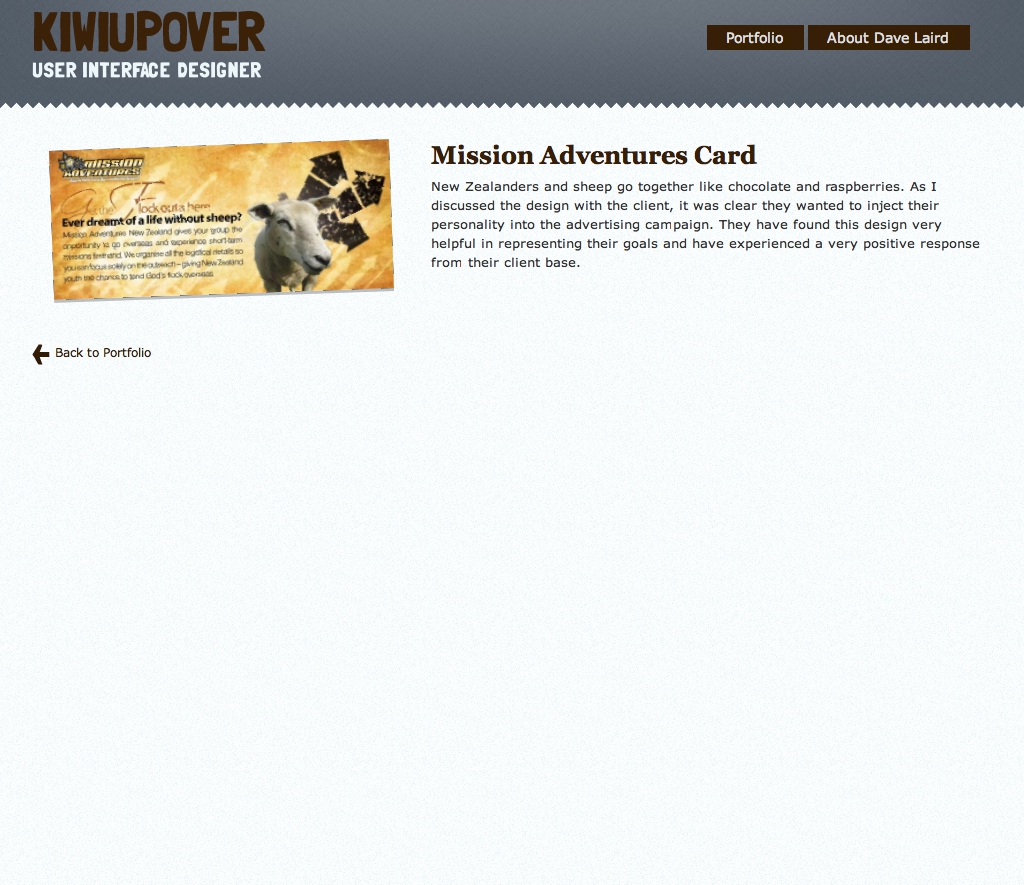 KIWIUPOVER
USER INTERFACE DESIGNER
Portfolio
About Dave Laird
MISSION
ADVENTURES
Get the flock outta here
Ever dreamt of a life without sheep?
Mission Adventures New Zealand gives your group the
opportunity to go overseas and experience short-term
missions firsthand. We organise all the logistical details so
you can focus solely on the outreach – giving New Zealand
youth the chance to tend God's flock overseas.
Mission Adventures Card
New Zealanders and sheep go together like chocolate and raspberries. As I
discussed the design with the client, it was clear they wanted to inject their
personality into the advertising campaign. They have found this design very
helpful in representing their goals and have experienced a very positive response
from their client base.
Back to Portfolio